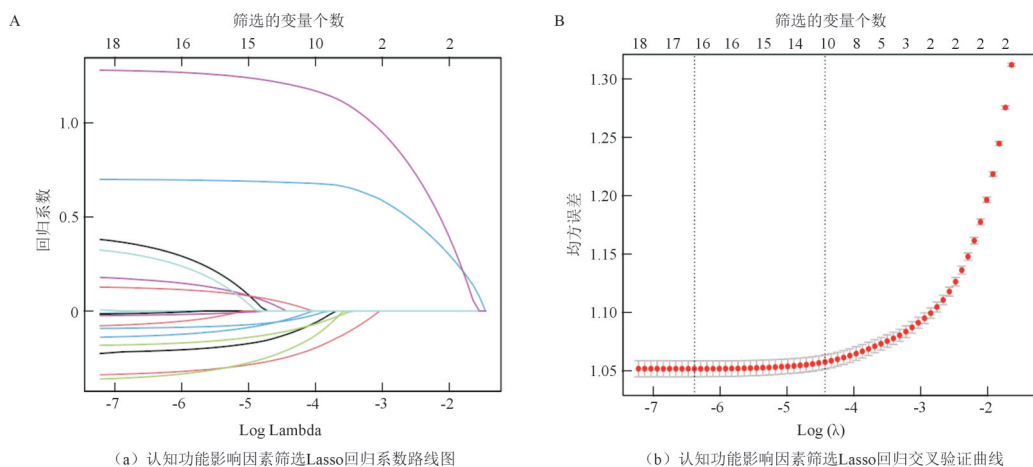 A
筛选的变量个数
18 16 15 10 2 2
1.0
0.5
0
回归系数
-7 -6 -5 -4 -3 -2
Log Lambda
（a）认知功能影响因素筛选Lasso回归系数路线图
B
筛选的变量个数
18 17 16 16 15 14 10 8 5 3 2 2 2 2
1.30
1.25
1.20
1.15
1.10
1.05
均方误差
-7 -6 -5 -4 -3 -2
Log (λ)
（b）认知功能影响因素筛选Lasso回归交叉验证曲线